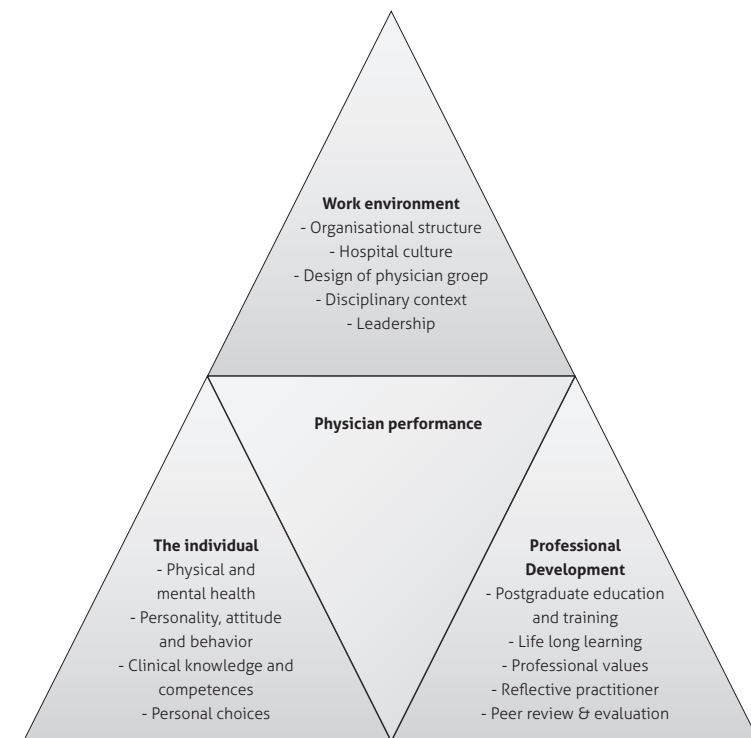 Work environment
- Organisational structure
- Hospital culture
- Design of physician groep
- Disciplinary context
- Leadership
Physician performance
The individual
- Physical and
mental health
- Personality, attitude
and behavior
- Clinical knowledge and
competences
- Personal choices
Professional
Development
- Postgraduate education
and training
- Life long learning
- Professional values
- Reflective practitioner
- Peer review & evaluation